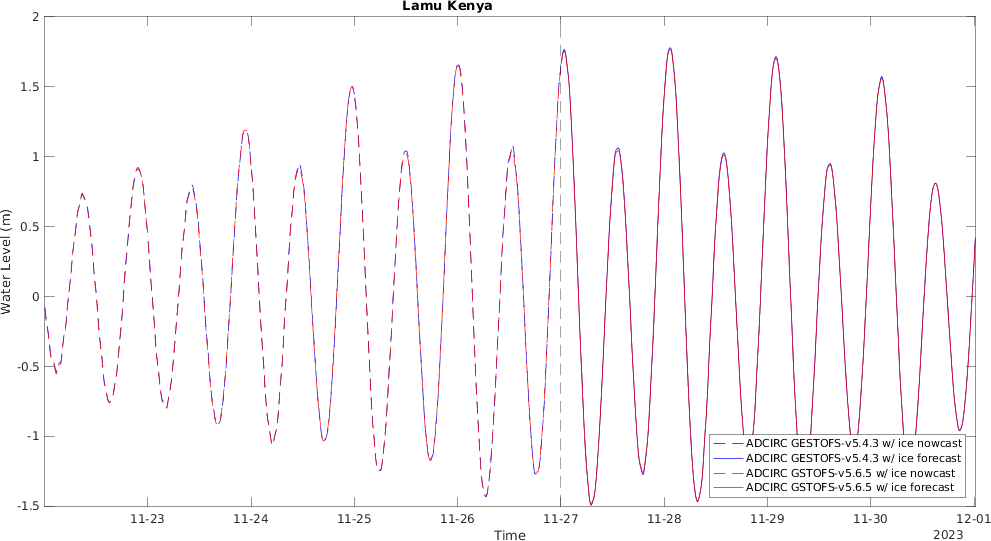 Lamu Kenya
Water Level (m)
2
1.5
1
0.5
0
-0.5
-1
-1.5
ADCIRC GESTOFS-v5.4.3 w/ ice nowcast
ADCIRC GESTOFS-v5.4.3 w/ ice forecast
ADCIRC GSTOFS-v5.6.5 w/ ice nowcast
ADCIRC GSTOFS-v5.6.5 w/ ice forecast
11-23 11-24 11-25 11-26 11-27 11-28 11-29 11-30 12-01
Time
2023